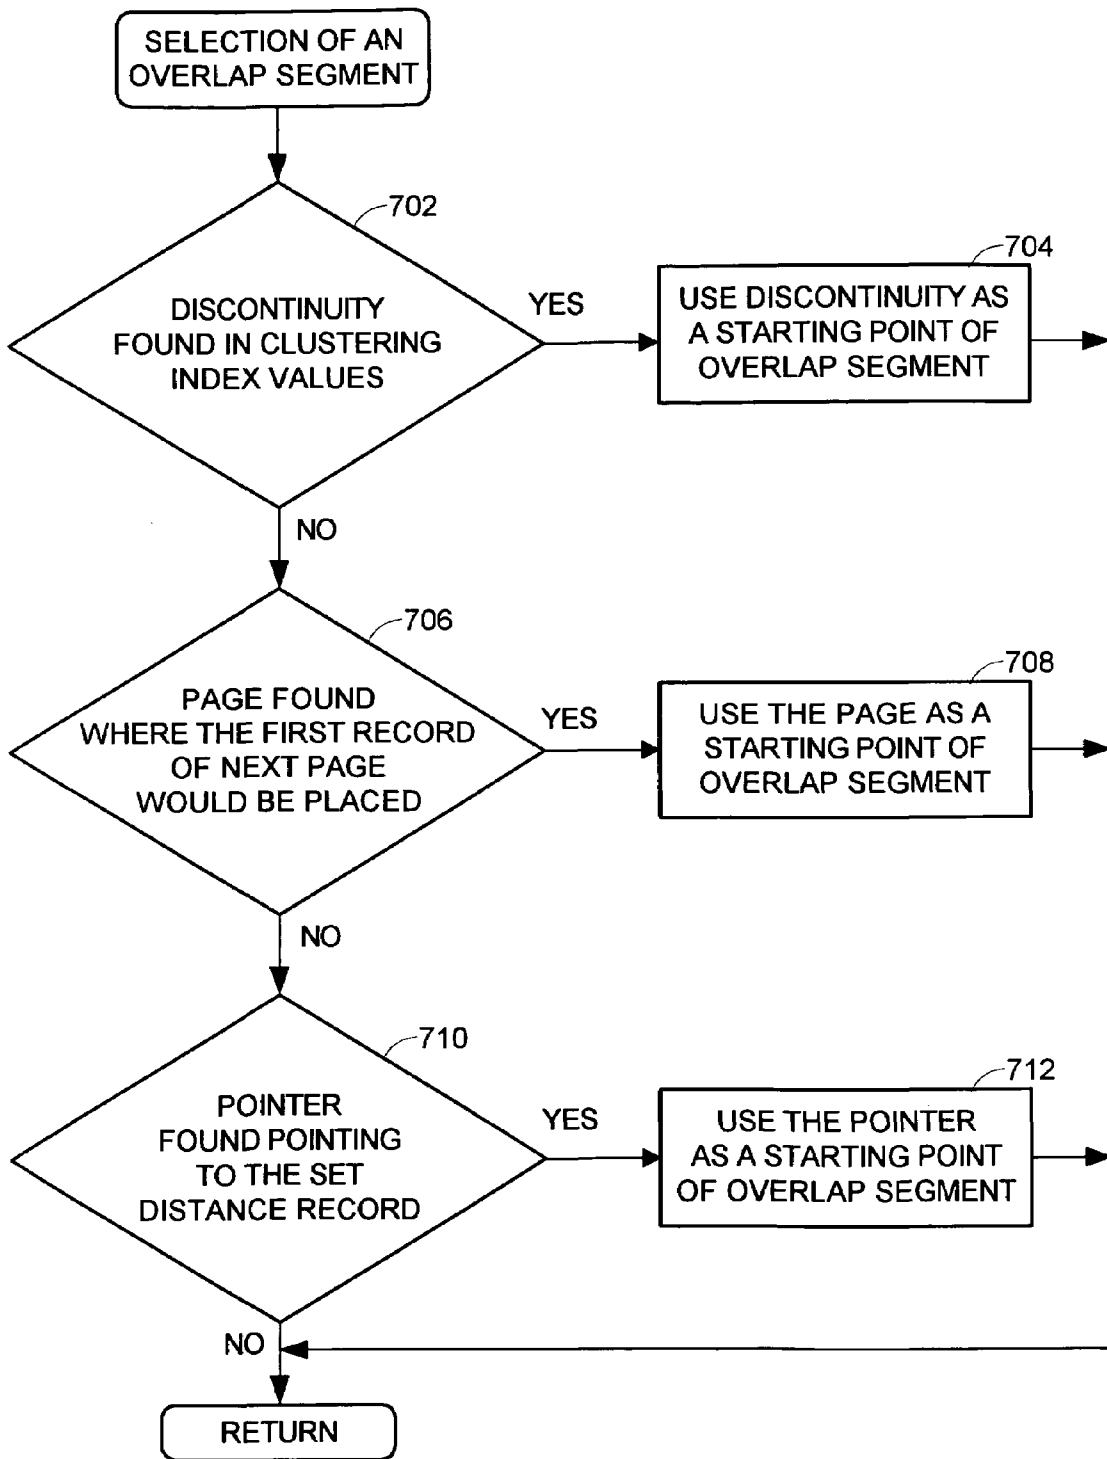 SELECTION OF AN
OVERLAP SEGMENT
702
DISCONTINUITY
FOUND IN CLUSTERING
INDEX VALUES
YES
704
USE DISCONTINUITY AS
A STARTING POINT OF
OVERLAP SEGMENT
NO
706
PAGE FOUND
WHERE THE FIRST RECORD
OF NEXT PAGE
WOULD BE PLACED
YES
708
USE THE PAGE AS A
STARTING POINT OF
OVERLAP SEGMENT
NO
710
POINTER
FOUND POINTING
TO THE SET
DISTANCE RECORD
YES
712
USE THE POINTER
AS A STARTING POINT
OF OVERLAP SEGMENT
NO
RETURN